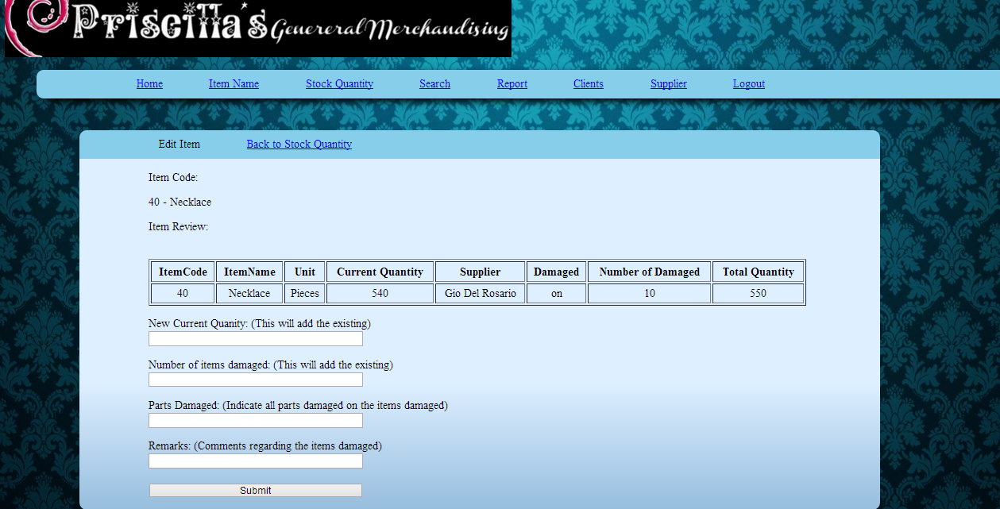 Priscilla's Genereral Merchandising
Home Item Name Stock Quantity Search Report Clients Supplier Logout
Edit Item Back to Stock Quantity
Item Code:
40 - Necklace
Item Review:
ItemCode ItemName Unit Current Quantity Supplier Damaged Number of Damaged Total Quantity
40 Necklace Pieces 540 Gio Del Rosario on 10 550
New Current Quanity: (This will add the existing)
Number of items damaged: (This will add the existing)
Parts Damaged: (Indicate all parts damaged on the items damaged)
Remarks: (Comments regarding the items damaged)
Submit